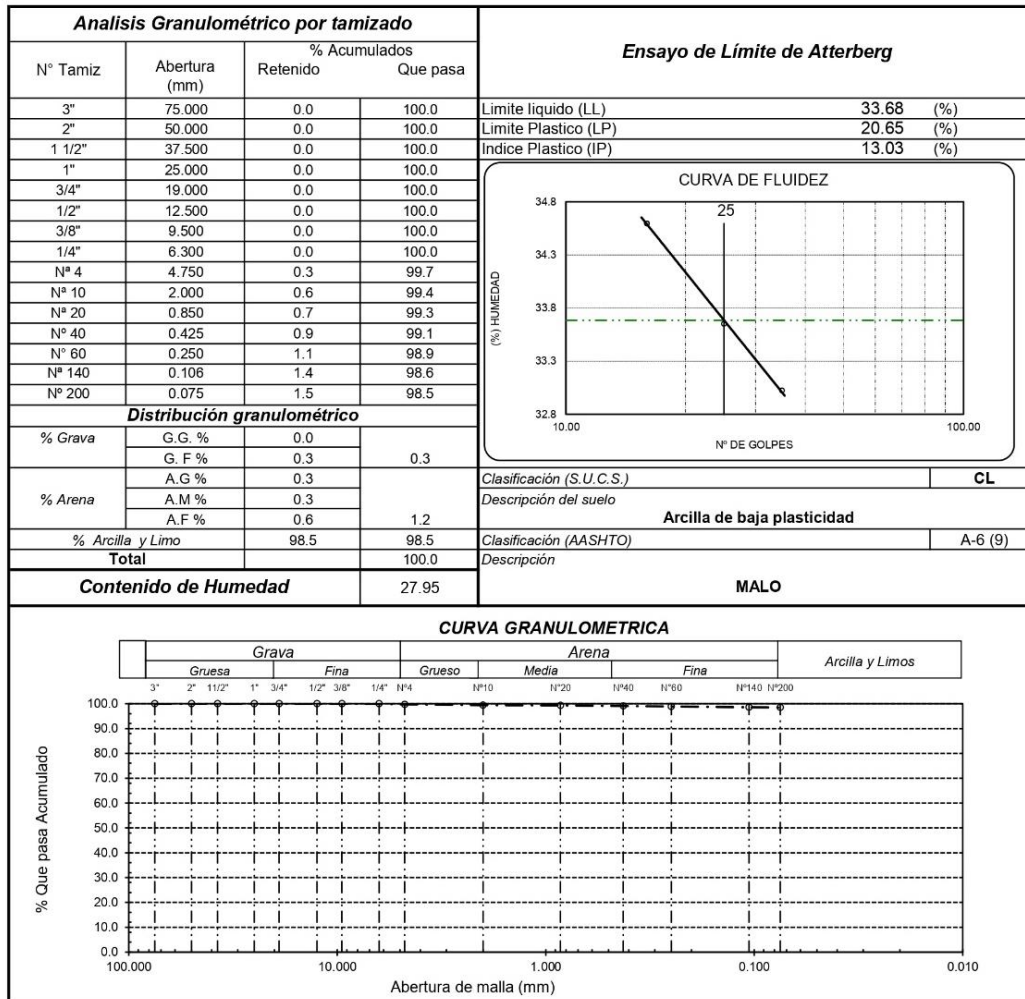 Analisis Granulométrico por tamizado
N° Tamiz Abertura (mm) % Acumulados
Retenido Que pasa
3" 75.000 0.0 100.0
2" 50.000 0.0 100.0
1 1/2" 37.500 0.0 100.0
1" 25.000 0.0 100.0
3/4" 19.000 0.0 100.0
1/2" 12.500 0.0 100.0
3/8" 9.500 0.0 100.0
1/4" 6.300 0.0 100.0
Nª 4 4.750 0.3 99.7
Nª 10 2.000 0.6 99.4
Nª 20 0.850 0.7 99.3
Nº 40 0.425 0.9 99.1
N° 60 0.250 1.1 98.9
Nª 140 0.106 1.4 98.6
Nº 200 0.075 1.5 98.5
Distribución granulométrico
% Grava G.G. % 0.0
G. F % 0.3 0.3
A.G % 0.3
% Arena A.M % 0.3
A.F % 0.6 1.2
% Arcilla y Limo 98.5 98.5
Total 100.0
Contenido de Humedad 27.95
Ensayo de Límite de Atterberg
Limite liquido (LL) 33.68 (%)
Limite Plastico (LP) 20.65 (%)
Indice Plastico (IP) 13.03 (%)
CURVA DE FLUIDEZ
25
(%) HUMEDAD
34.8
34.3
33.8
33.3
32.8
10.00 100.00
Nº DE GOLPES
Clasificación (S.U.C.S.) CL
Descripción del suelo
Arcilla de baja plasticidad
Clasificación (AASHTO) A-6 (9)
Descripción
MALO
CURVA GRANULOMETRICA
Grava Arena Arcilla y Limos
Gruesa Fina Grueso Media Fina
3" 2" 11/2" 1" 3/4" 1/2" 3/8" 1/4" N°4 N°10 N°20 N°40 N°60 N°140 N°200
% Que pasa Acumulado
100.0
90.0
80.0
70.0
60.0
50.0
40.0
30.0
20.0
10.0
0.0
100.000 10.000 1.000 0.100 0.010
Abertura de malla (mm)